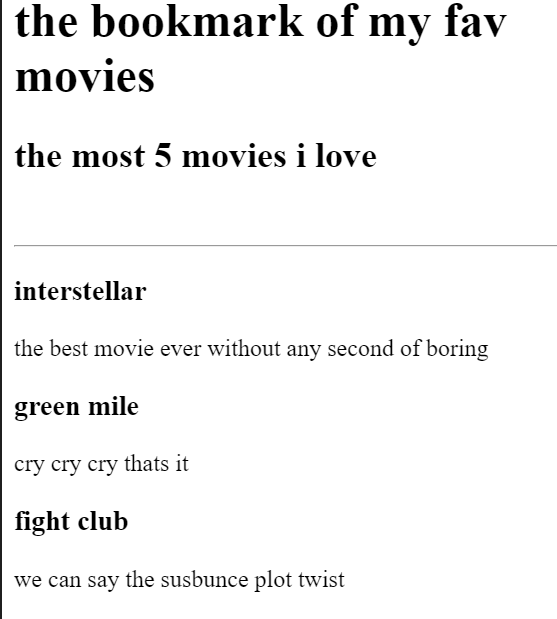 the bookmark of my fav
movies
the most 5 movies i love
interstellar
the best movie ever without any second of boring
green mile
cry cry cry thats it
fight club
we can say the susbunce plot twist